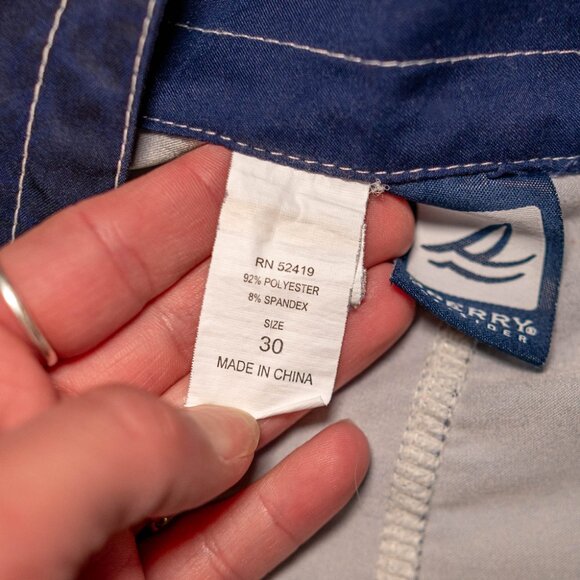 RN 52419
92% POLYESTER
8% SPANDEX
SIZE
30
MADE IN CHINA